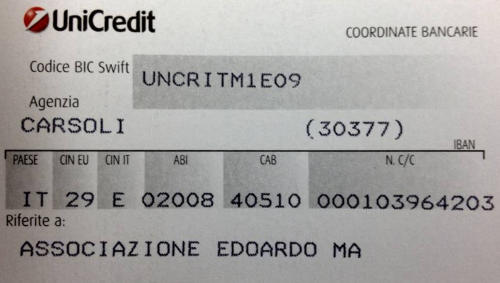 UniCredit
COORDINATE BANCARIE
Codice BIC Swift UNCRITM1E09
Agenzia
CARSOLI (30377)
IBAN
PAESE CIN EU CIN IT ABI CAB N. C/C
IT 29 E 02008 40510 000103964203
Riferite a:
ASSOCIAZIONE EDOARDO MA